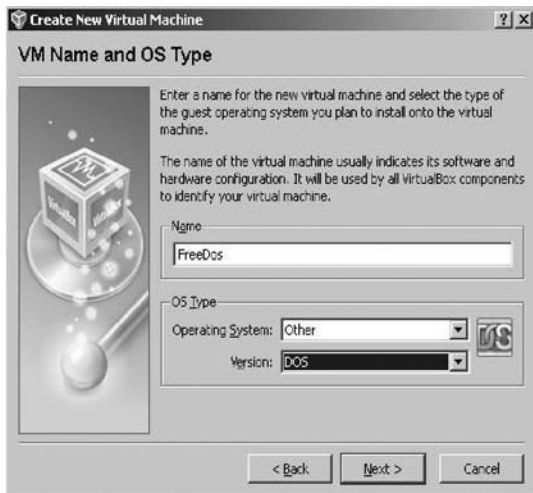 Create New Virtual Machine
VM Name and OS Type
Enter a name for the new virtual machine and select the type of
the guest operating system you plan to install onto the virtual
machine.
The name of the virtual machine usually indicates its software and
hardware configuration. It will be used by all VirtualBox components
to identify your virtual machine.
Name
FreeDos
OS Type
Operating System: Other
Version: DOS
< Back Next > Cancel
VirtualBox